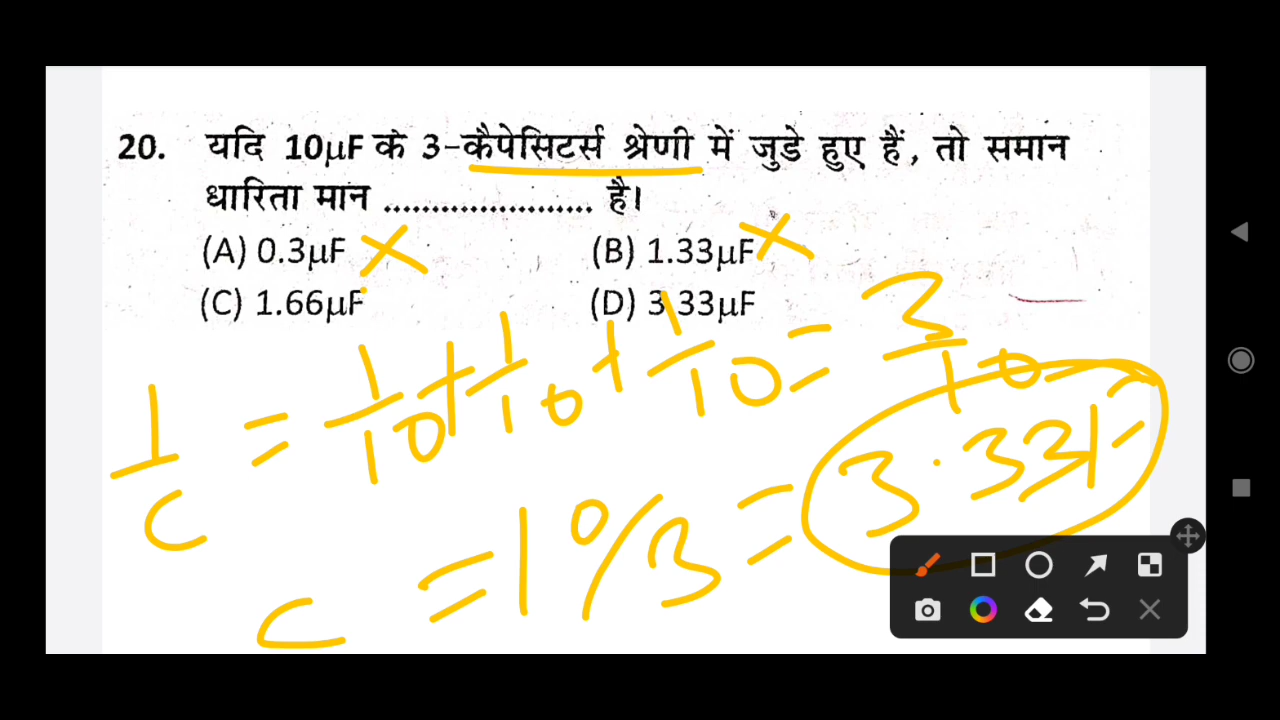 20. यदि 10µF के 3-कैपेसिटर्स श्रेणी में जुडे हुए हैं, तो समान
धारिता मान ...................... है।
(A) 0.3µF X (B) 1.33µF X
(C) 1.66µF (D) 3.33µF
1/C = 1/10 + 1/10 + 1/10 = 3/10
C = 10/3 = 3.33µF